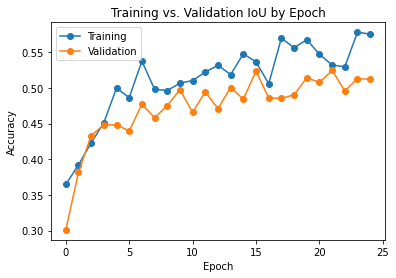 Training vs. Validation IoU by Epoch
Training
Validation
Accuracy
0.55
0.50
0.45
0.40
0.35
0.30
0 5 10 15 20 25
Epoch